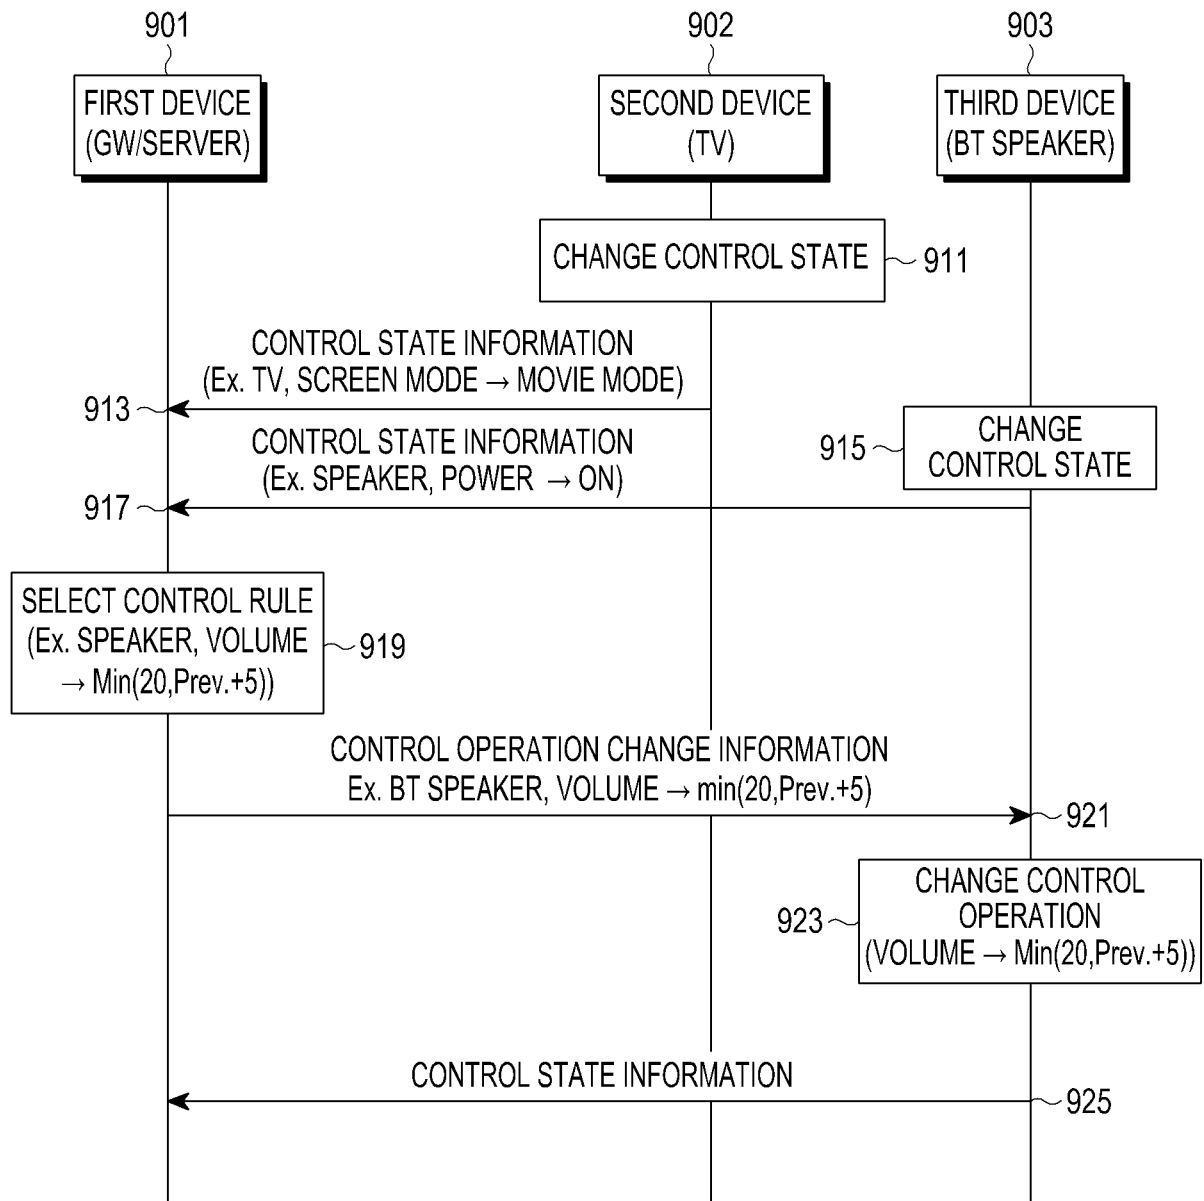 901
902
903
FIRST DEVICE
(GW/SERVER)
SECOND DEVICE
(TV)
THIRD DEVICE
(BT SPEAKER)
CHANGE CONTROL STATE
911
CONTROL STATE INFORMATION
(Ex. TV, SCREEN MODE → MOVIE MODE)
913
CHANGE
CONTROL STATE
915
CONTROL STATE INFORMATION
(Ex. SPEAKER, POWER → ON)
917
SELECT CONTROL RULE
(Ex. SPEAKER, VOLUME
→ Min(20,Prev.+5))
919
CONTROL OPERATION CHANGE INFORMATION
Ex. BT SPEAKER, VOLUME → min(20,Prev.+5)
921
CHANGE CONTROL
OPERATION
(VOLUME → Min(20,Prev.+5))
923
CONTROL STATE INFORMATION
925